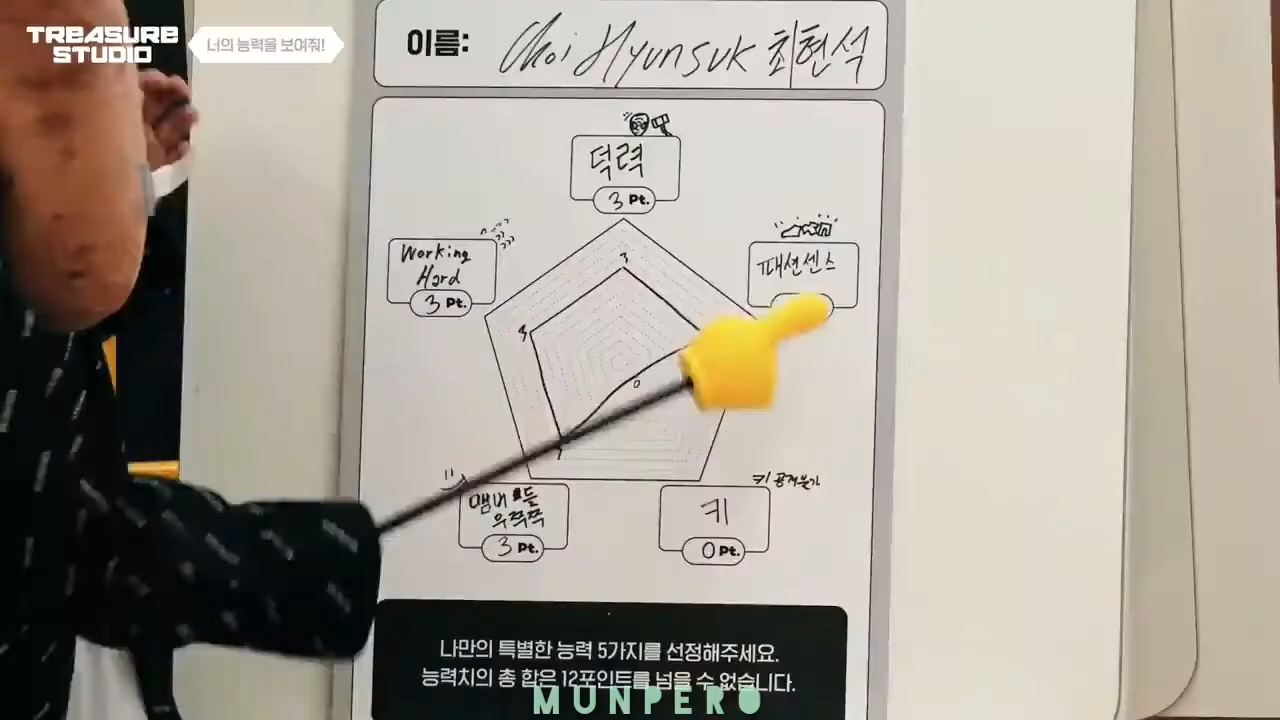 TREASURE
STUDIO
너의 능력을 보여줘!
이름: Choi Hyunsuk 최현석
덕력
3 Pt.
Working
Hard
3 Pt.
패션센스
3
3
0
맴버들
우쭈쭈
3 Pt.
키 공격불가
키
0 Pt.
나만의 특별한 능력 5가지를 선정해주세요.
능력치의 총 합은 12포인트를 넘을 수 없습니다.
MUNPERO